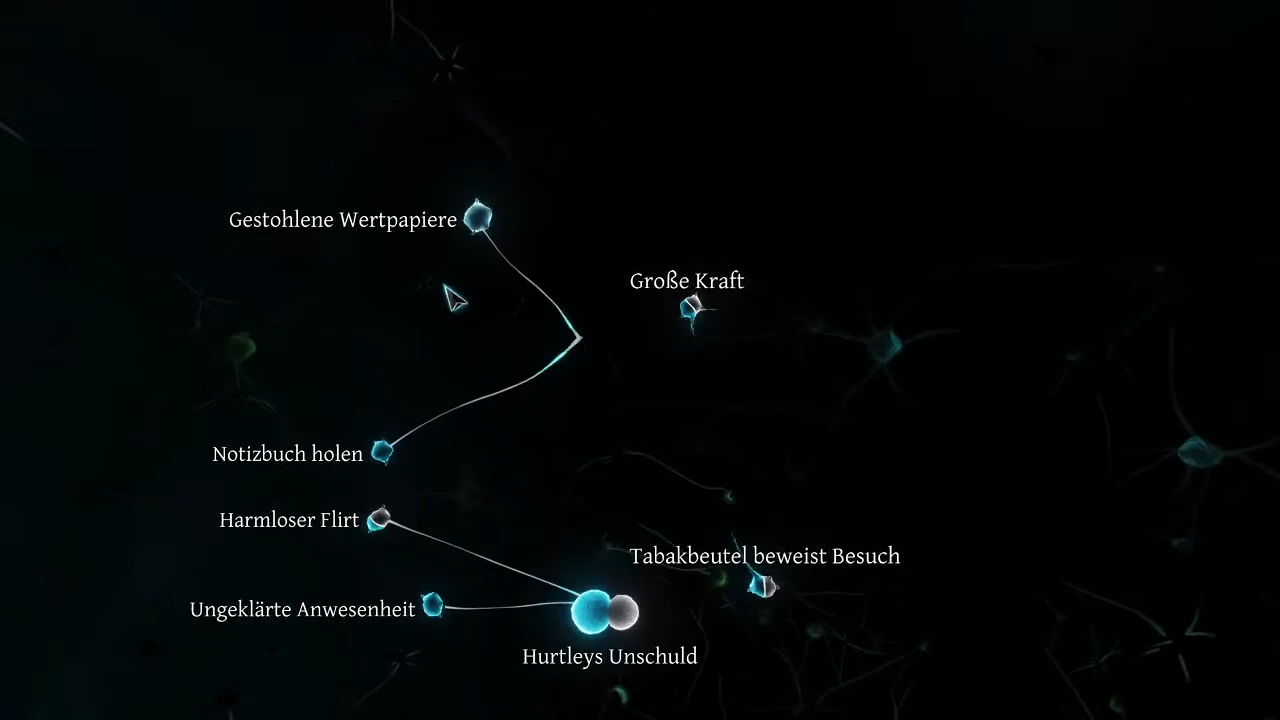 Gestohlene Wertpapiere
Große Kraft
Notizbuch holen
Harmloser Flirt
Tabakbeutel beweist Besuch
Ungeklärte Anwesenheit
Hurtleys Unschuld